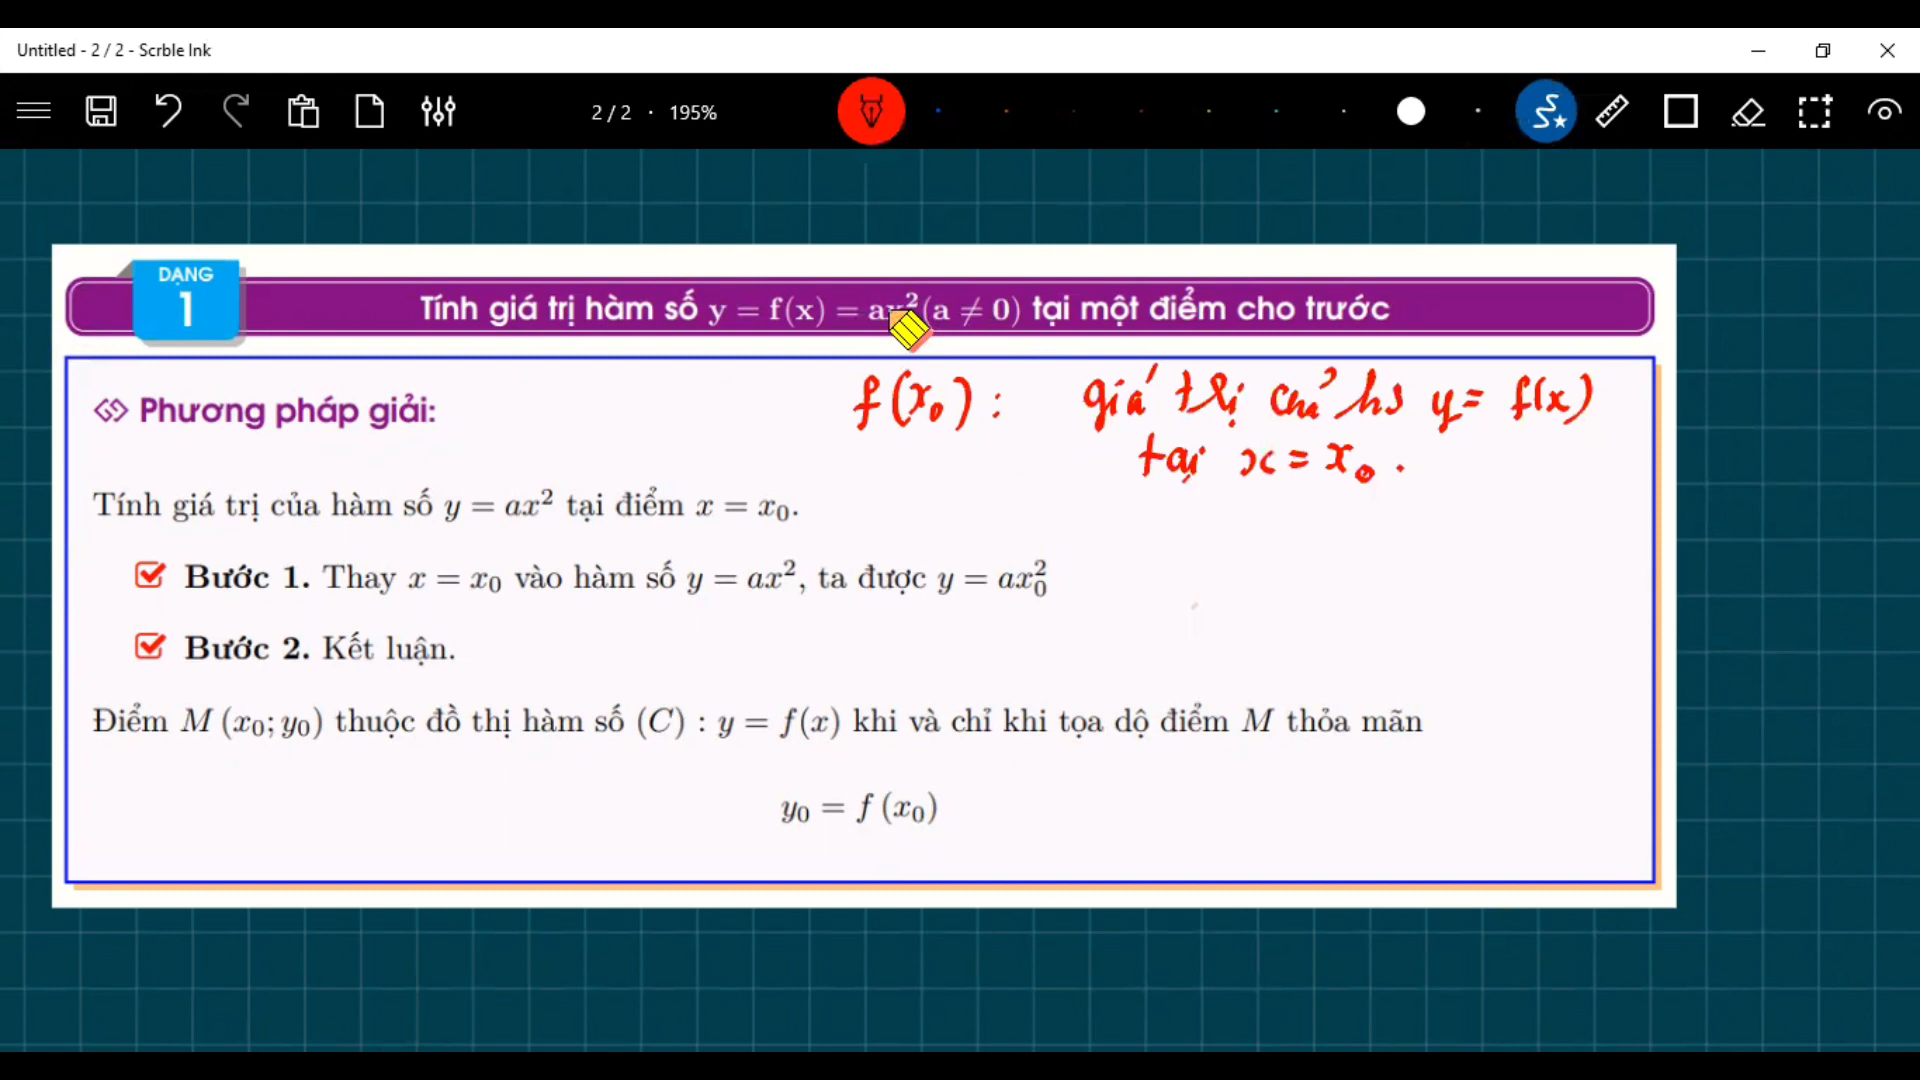 Untitled - 2 / 2 - Scrble Ink
2 / 2 · 195%
DẠNG
1
Tính giá trị hàm số y = f(x) = ax²(a ≠ 0) tại một điểm cho trước
f(x₀) : giá trị của hs y = f(x)
tại x = x₀ .
Phương pháp giải:
Tính giá trị của hàm số y = ax² tại điểm x = x₀.
Bước 1. Thay x = x₀ vào hàm số y = ax², ta được y = ax₀²
Bước 2. Kết luận.
Điểm M (x₀; y₀) thuộc đồ thị hàm số (C) : y = f(x) khi và chỉ khi tọa dộ điểm M thỏa mãn
y₀ = f (x₀)